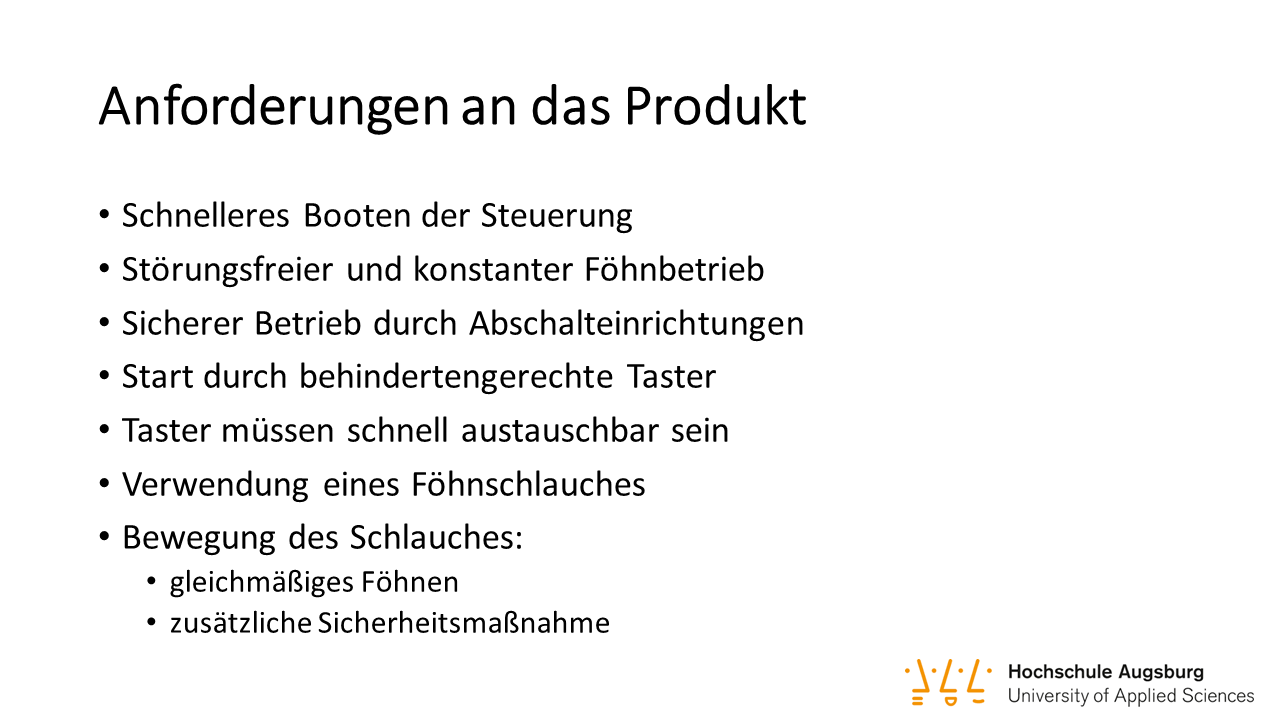 Anforderungen an das Produkt
• Schnelleres Booten der Steuerung
• Störungsfreier und konstanter Föhnbetrieb
• Sicherer Betrieb durch Abschalteinrichtungen
• Start durch behindertengerechte Taster
• Taster müssen schnell austauschbar sein
• Verwendung eines Föhnschlauches
• Bewegung des Schlauches:
• gleichmäßiges Föhnen
• zusätzliche Sicherheitsmaßnahme
Hochschule Augsburg
University of Applied Sciences